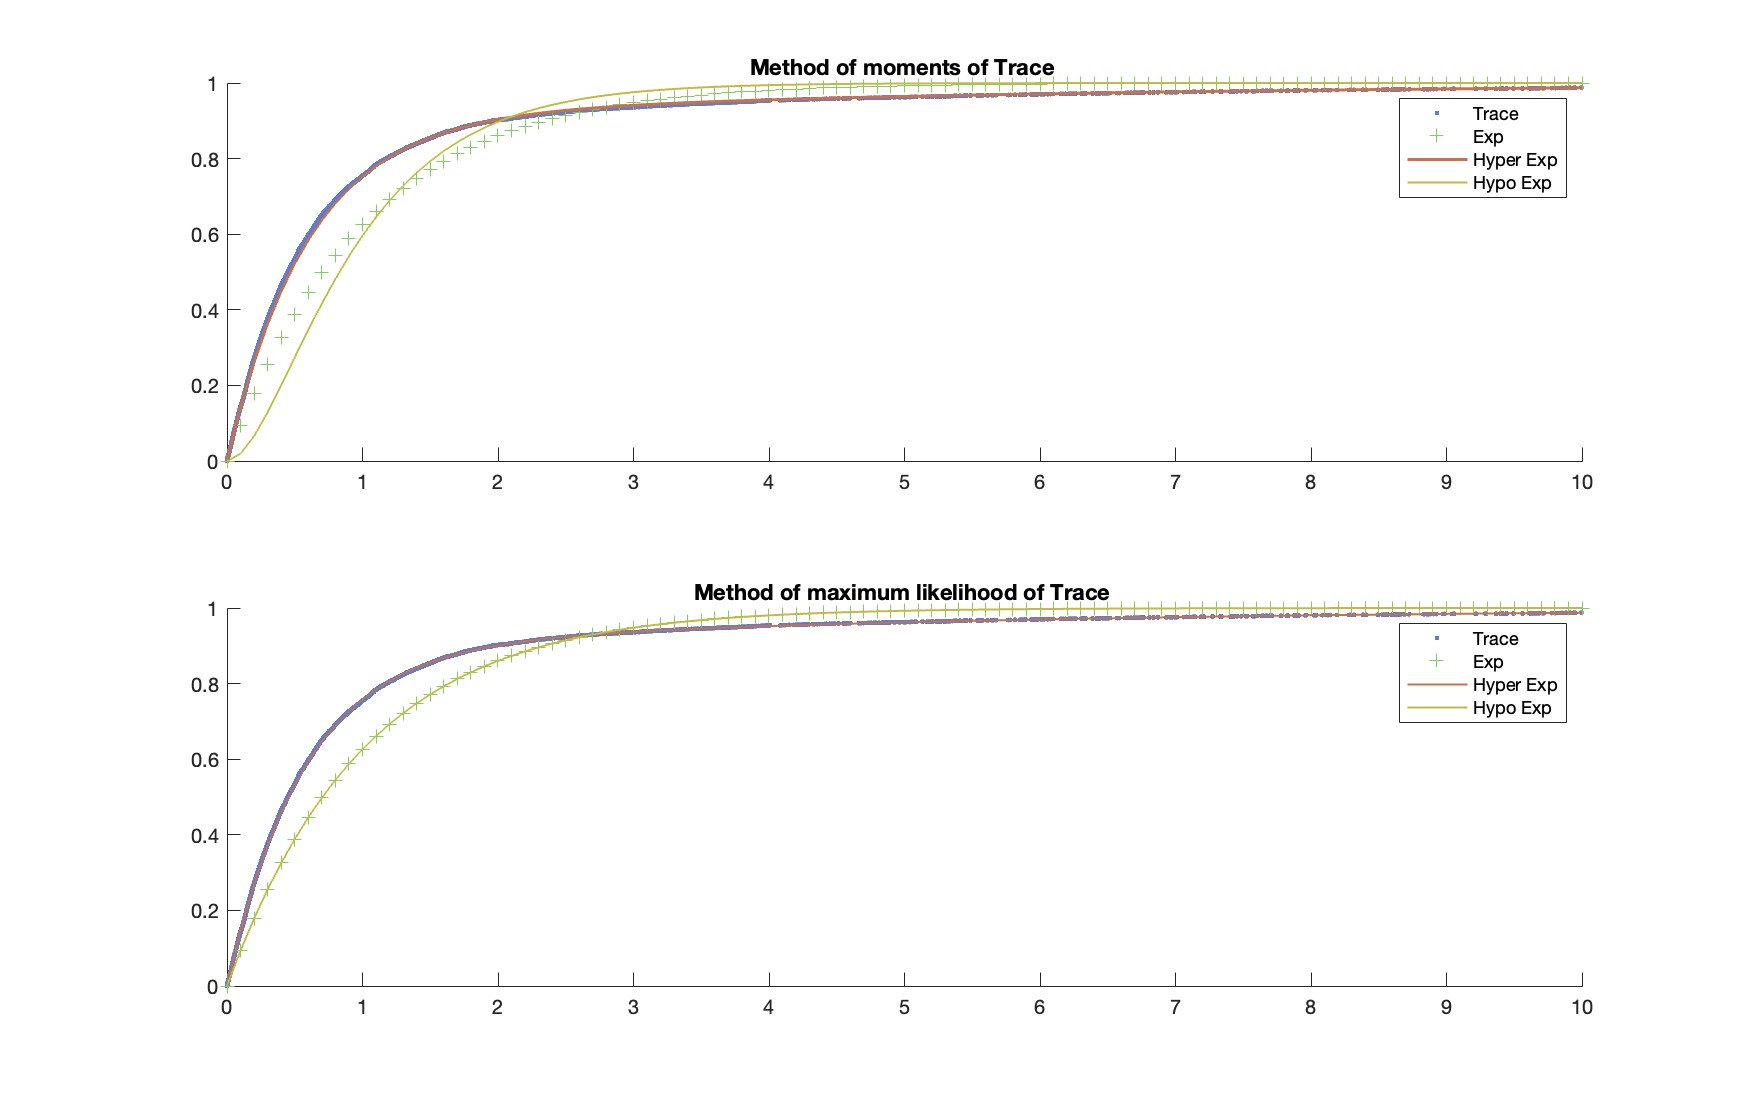 Method of moments of Trace
1
0.8
0.6
0.4
0.2
0
0 1 2 3 4 5 6 7 8 9 10
Trace
Exp
Hyper Exp
Hypo Exp
Method of maximum likelihood of Trace
1
0.8
0.6
0.4
0.2
0
0 1 2 3 4 5 6 7 8 9 10
Trace
Exp
Hyper Exp
Hypo Exp